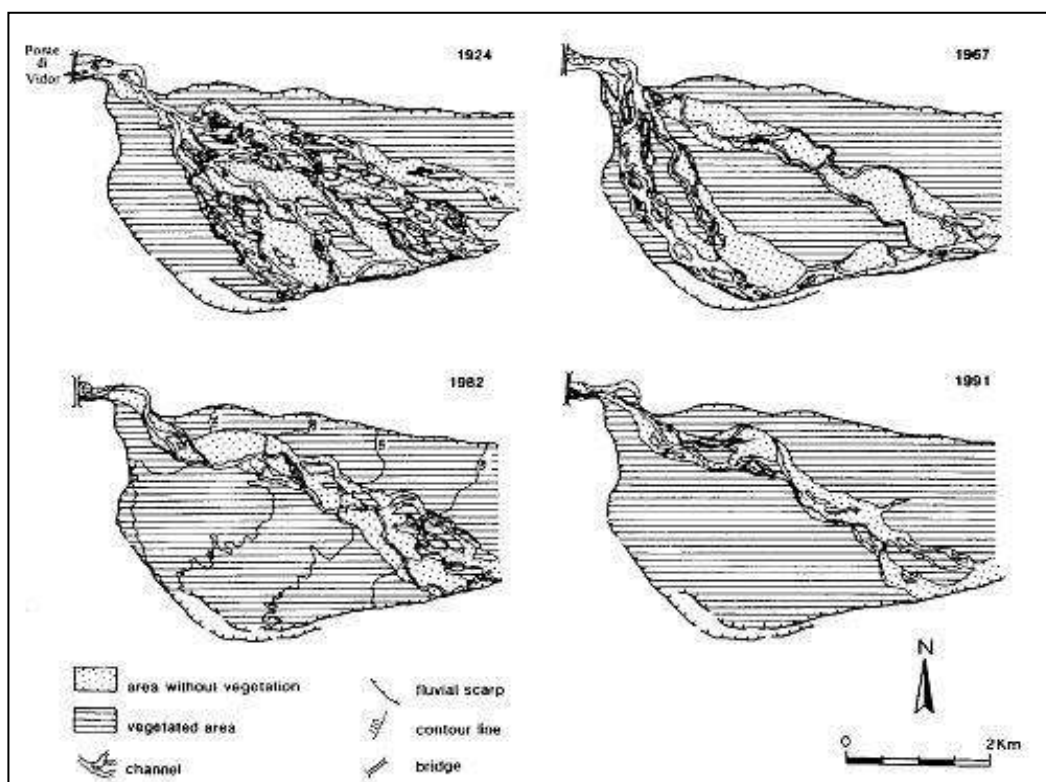 Ponte
di
Vidor
1924
1967
1982
1991
area without vegetation
vegetated area
channel
fluvial scarp
contour line
bridge
N
0
2Km